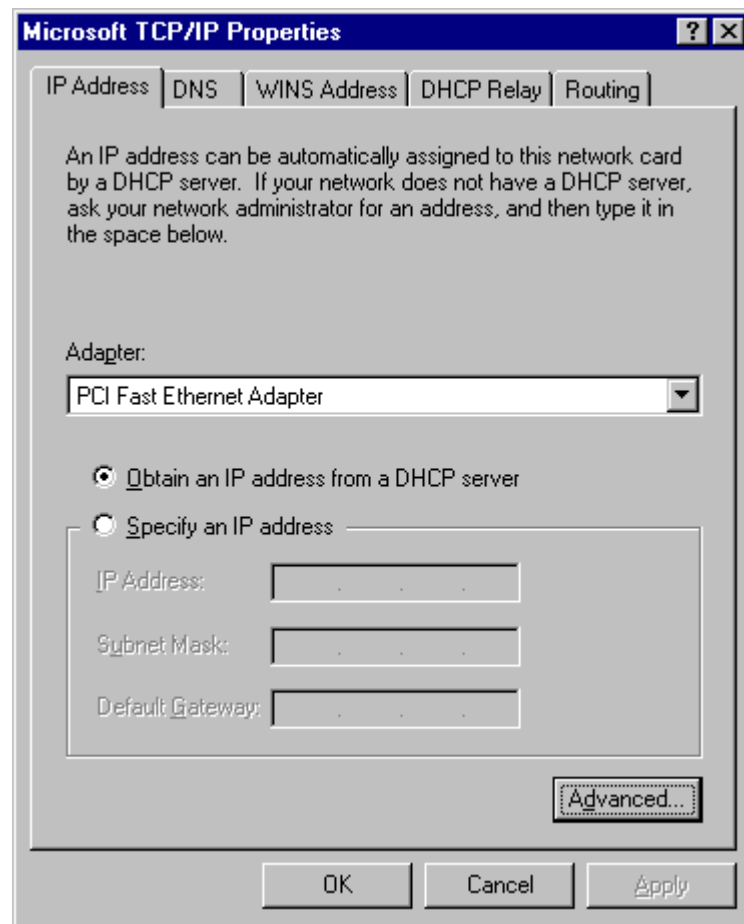 Microsoft TCP/IP Properties
IP Address DNS WINS Address DHCP Relay Routing
An IP address can be automatically assigned to this network card
by a DHCP server. If your network does not have a DHCP server,
ask your network administrator for an address, and then type it in
the space below.
Adapter:
PCI Fast Ethernet Adapter
Obtain an IP address from a DHCP server
Specify an IP address
IP Address:
Subnet Mask:
Default Gateway:
Advanced...
OK Cancel Apply